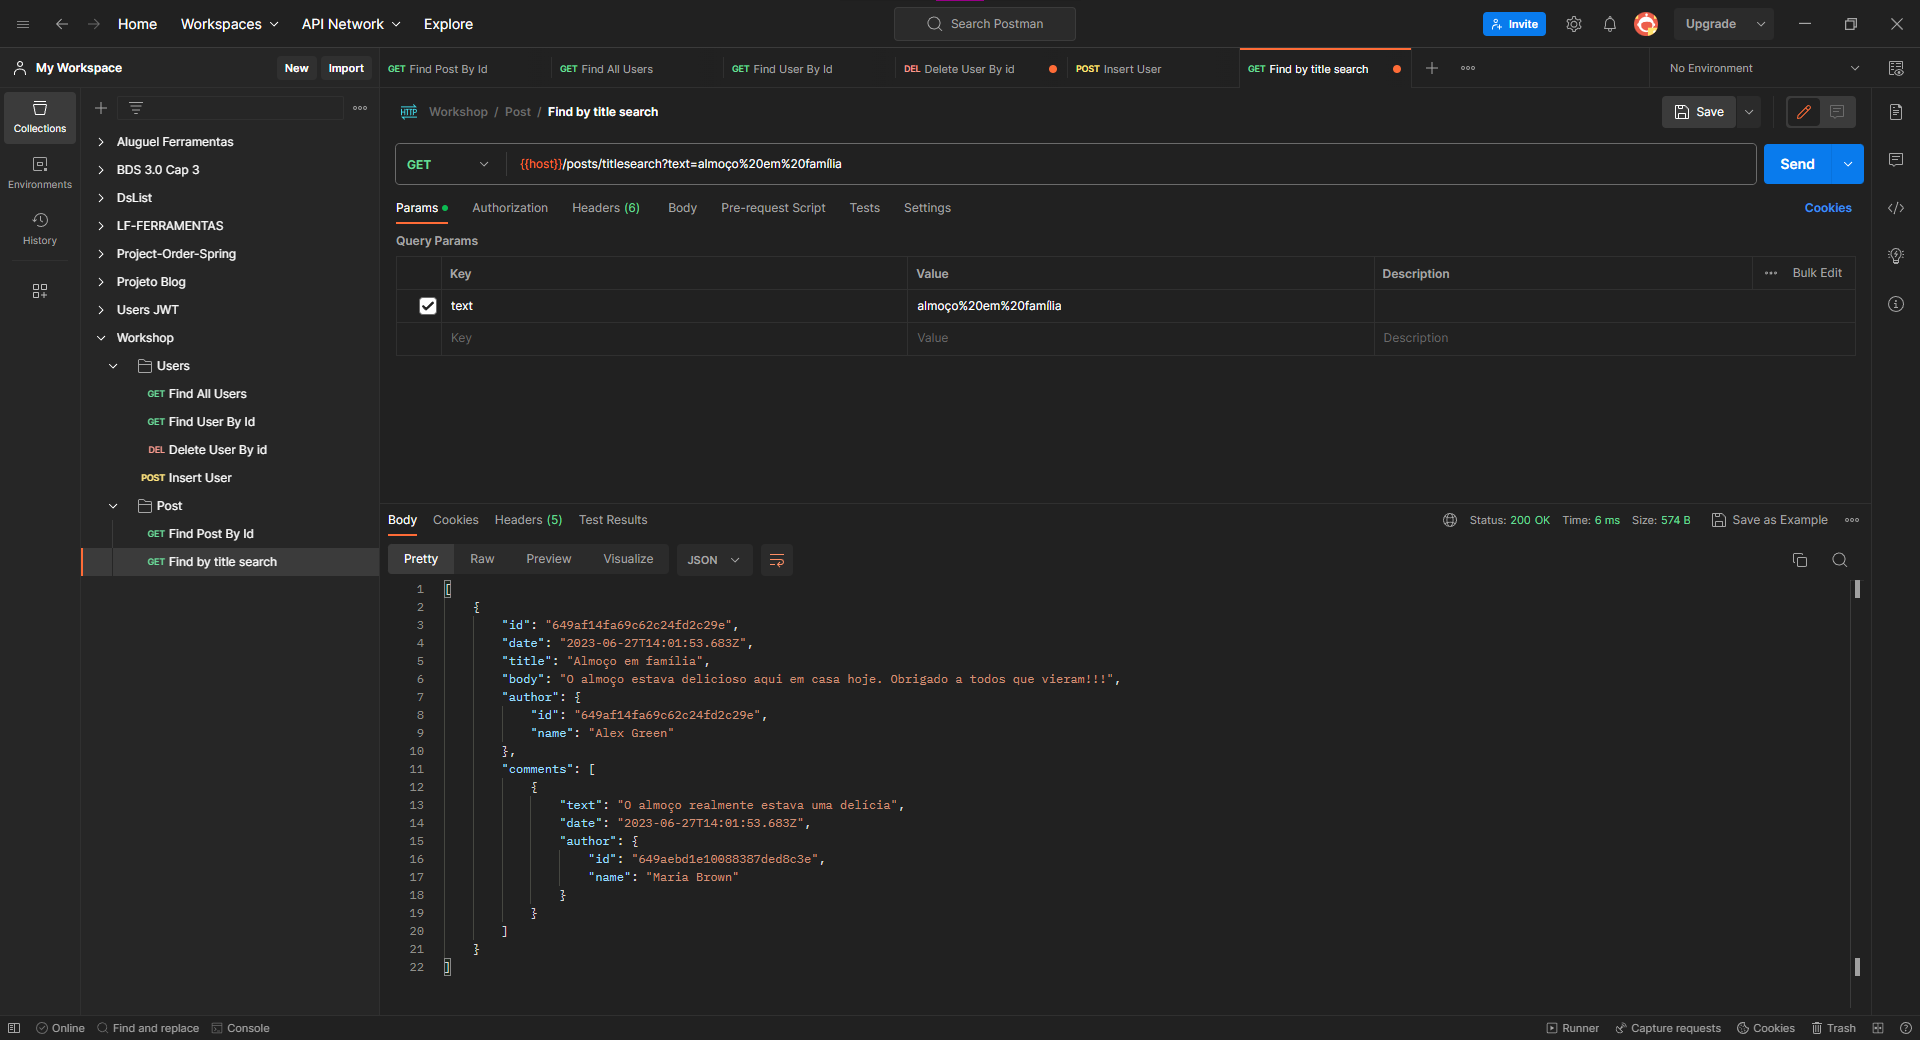 Home Workspaces API Network Explore Search Postman Invite Upgrade
My Workspace New Import GET Find Post By Id GET Find All Users GET Find User By Id DEL Delete User By id POST Insert User GET Find by title search No Environment
Collections
Environments
History
Aluguel Ferramentas
BDS 3.0 Cap 3
DsList
LF-FERRAMENTAS
Project-Order-Spring
Projeto Blog
Users JWT
Workshop
Users
GET Find All Users
GET Find User By Id
DEL Delete User By id
POST Insert User
Post
GET Find Post By Id
GET Find by title search
HTTP Workshop / Post / Find by title search Save
GET {{host}}/posts/titlesearch?text=almoço%20em%20família Send
Params Authorization Headers (6) Body Pre-request Script Tests Settings Cookies
Query Params
Key Value Description Bulk Edit
text almoço%20em%20família
Key Value Description
Body Cookies Headers (5) Test Results Status: 200 OK Time: 6 ms Size: 574 B Save as Example
Pretty Raw Preview Visualize JSON
1 [
2 {
3 "id": "649af14fa69c62c24fd2c29e",
4 "date": "2023-06-27T14:01:53.683Z",
5 "title": "Almoço em família",
6 "body": "O almoço estava delicioso aqui em casa hoje. Obrigado a todos que vieram!!!",
7 "author": {
8 "id": "649af14fa69c62c24fd2c29e",
9 "name": "Alex Green"
10 },
11 "comments": [
12 {
13 "text": "O almoço realmente estava uma delícia",
14 "date": "2023-06-27T14:01:53.683Z",
15 "author": {
16 "id": "649aebd1e10088387ded8c3e",
17 "name": "Maria Brown"
18 }
19 }
20 ]
21 }
22 ]
Online Find and replace Console Runner Capture requests Cookies Trash